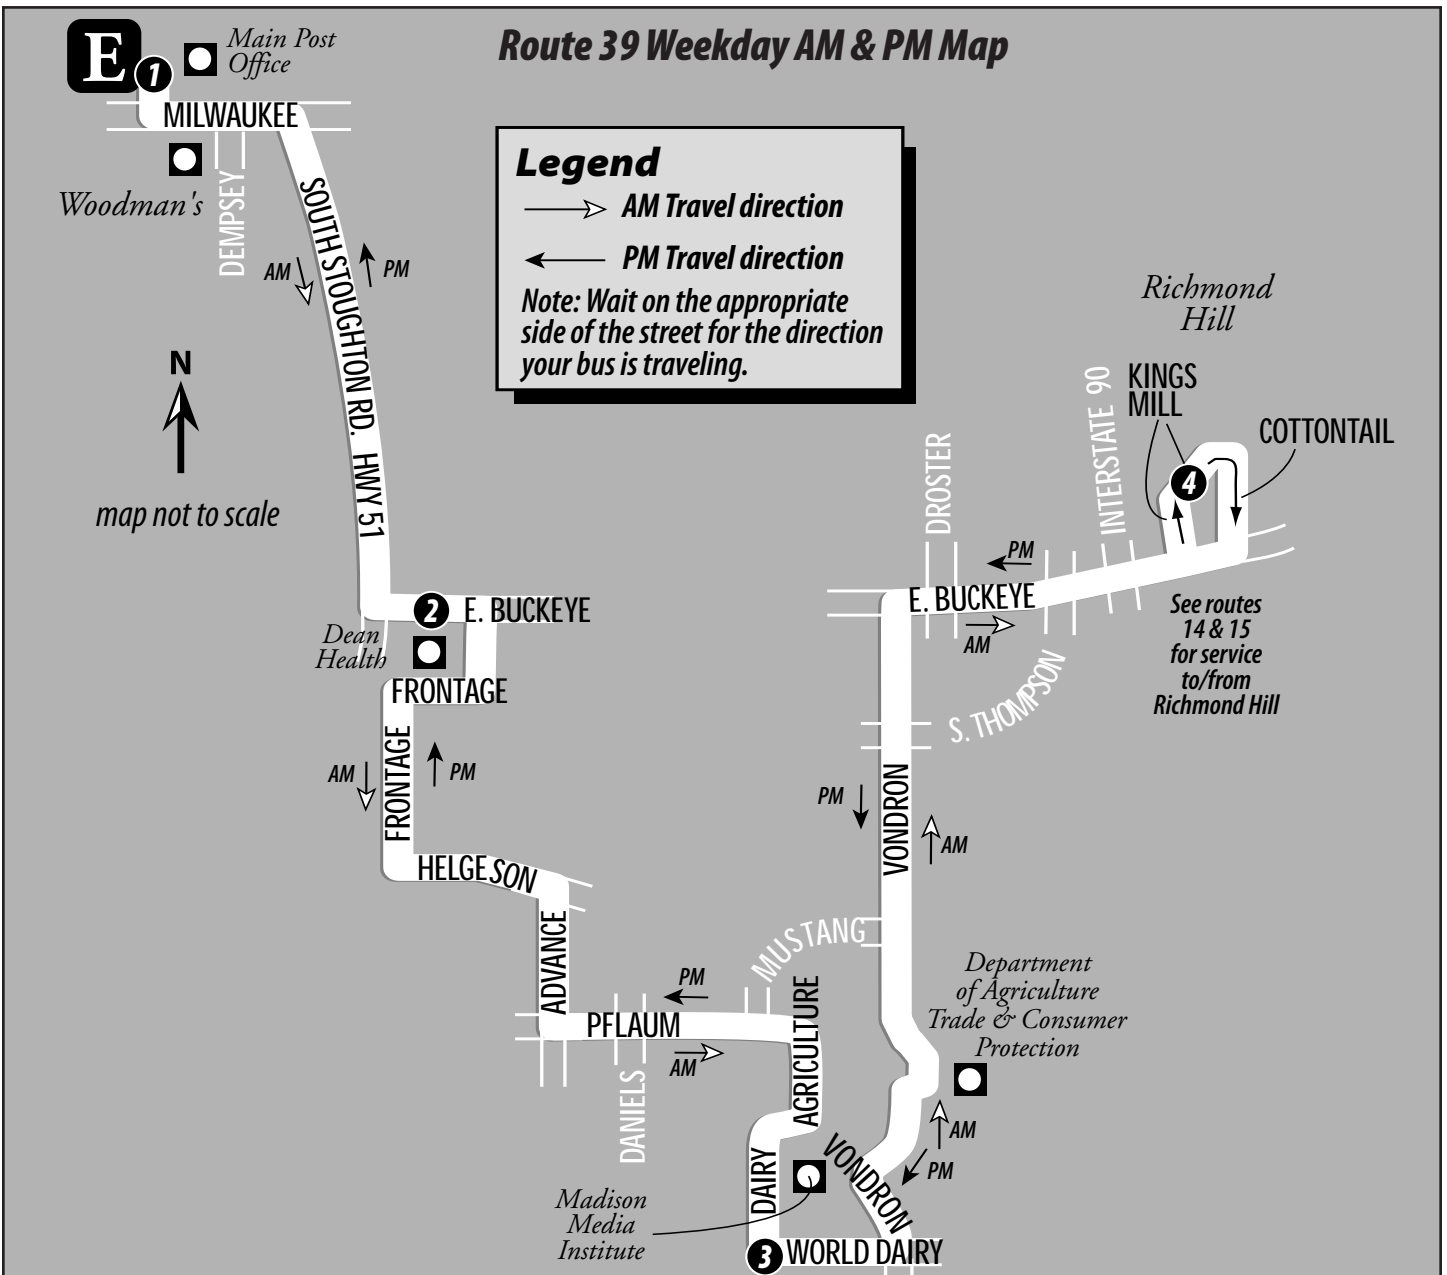 Route 39 Weekday AM & PM Map
E
1
Main Post
Office
MILWAUKEE
Woodman's
DEMPSEY
SOUTH STOUGHTON RD. HWY 51
AM
PM
Legend
AM Travel direction
PM Travel direction
Note: Wait on the appropriate
side of the street for the direction
your bus is traveling.
N
map not to scale
Richmond
Hill
KINGS
MILL
COTTONTAIL
4
INTERSTATE 90
DROSTER
PM
E. BUCKEYE
AM
S. THOMPSON
See routes
14 & 15
for service
to/from
Richmond Hill
2
E. BUCKEYE
Dean
Health
FRONTAGE
FRONTAGE
AM
PM
HELGESON
ADVANCE
PM
VONDRON
AM
MUSTANG
PM
PFLAUM
AM
DANIELS
AGRICULTURE
Department
of Agriculture
Trade & Consumer
Protection
AM
PM
VONDRON
DAIRY
Madison
Media
Institute
3
WORLD DAIRY